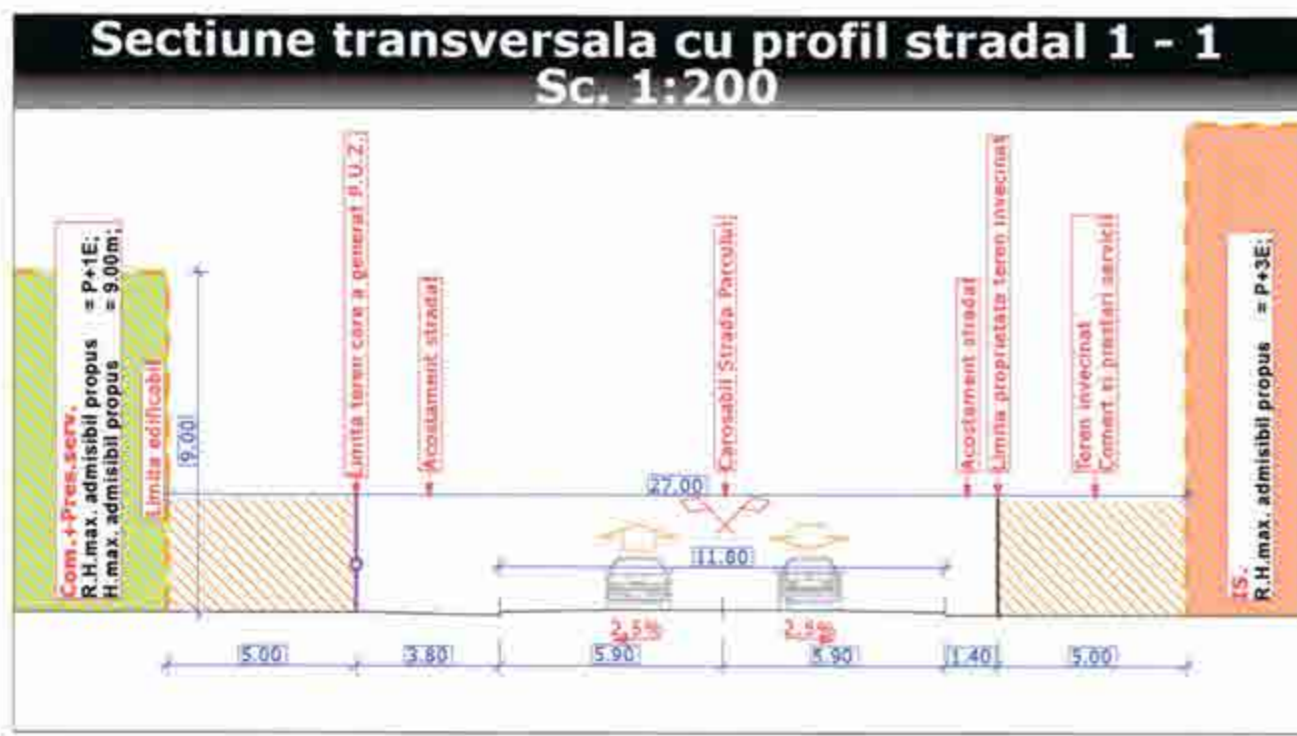 Sectiune transversala cu profil stradal 1 - 1
Sc. 1:200
Com.+Pres.serv.
R.H.max. admisibil propus = P+1E;
H.max. admisibil propus = 9.00m;
Limita edificabil
9.00
Limita teren care a generat P.U.Z.
Acostament stradal
Carosabil Strada Parcului
Acostament stradal
Limita proprietate teren invecinat
Teren invecinat
Comert si prestari servicii
IS.
R.H.max. admisibil propus = P+3E;
27.00
11.80
2.5% 2.5%
5.00 3.80 5.90 5.90 1.40 5.00